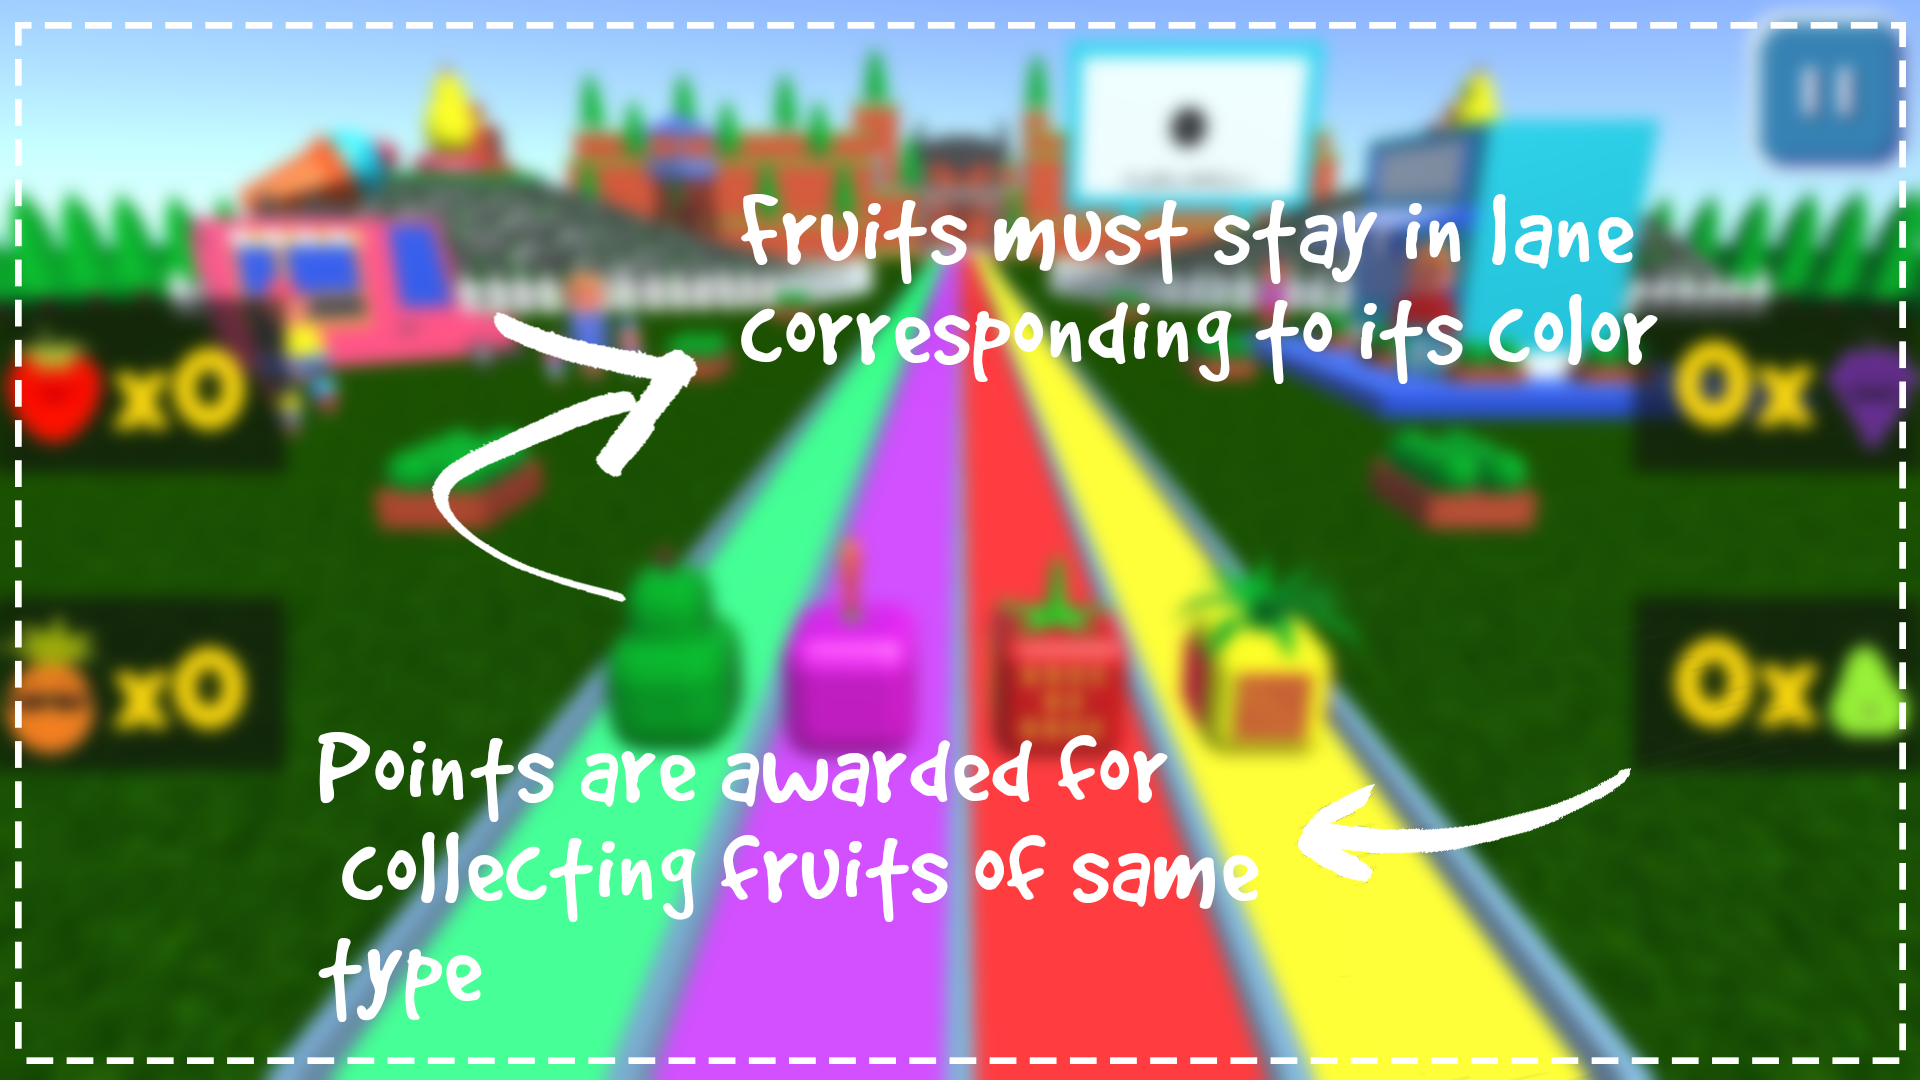 Fruits must stay in lane
corresponding to its color
x0
0x
x0
0x
Points are awarded for
collecting fruits of same
type